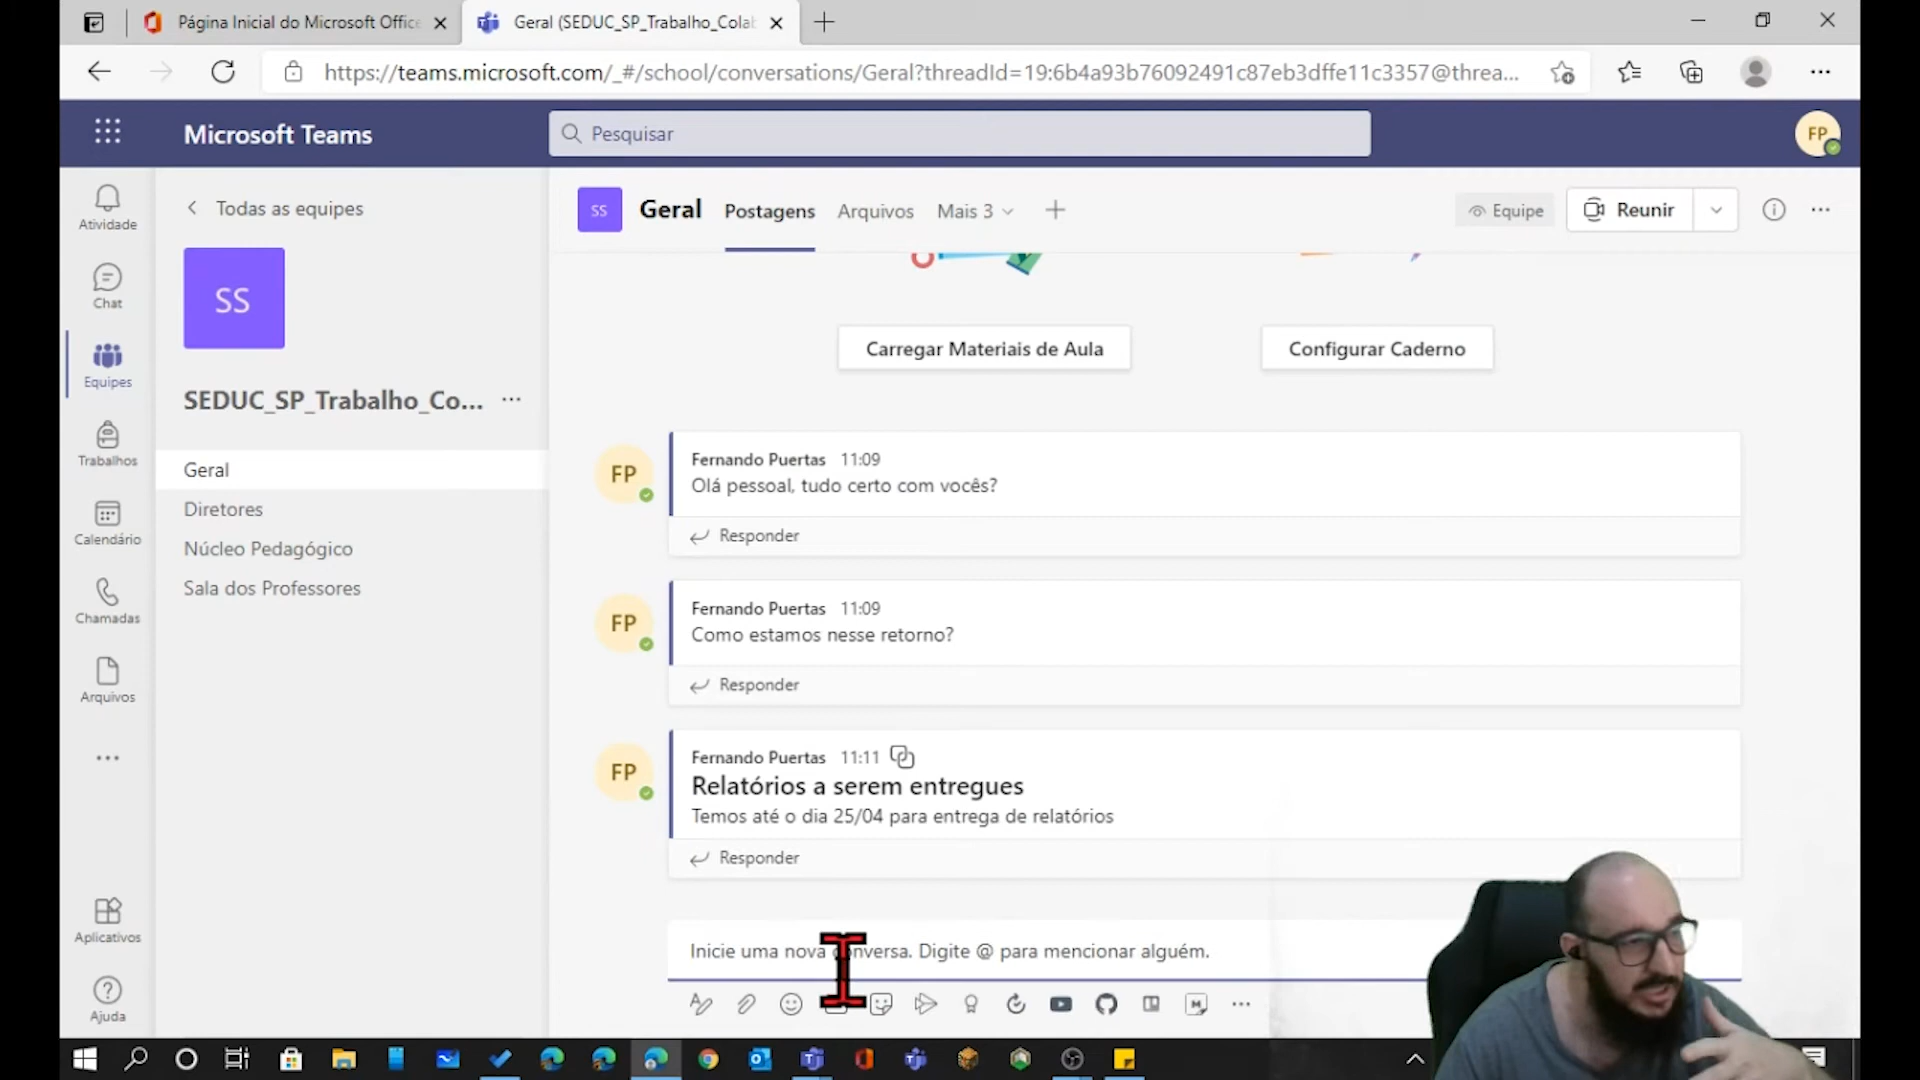 Página Inicial do Microsoft Office
Geral (SEDUC_SP_Trabalho_Colab
https://teams.microsoft.com/_#/school/conversations/Geral?threadId=19:6b4a93b76092491c87eb3dffe11c3357@threa...
Microsoft Teams
Pesquisar
FP
Atividade
Chat
Equipes
Trabalhos
Calendário
Chamadas
Arquivos
Aplicativos
Ajuda
Todas as equipes
SS
SEDUC_SP_Trabalho_Co...
Geral
Diretores
Núcleo Pedagógico
Sala dos Professores
SS
Geral
Postagens
Arquivos
Mais 3
Equipe
Reunir
Carregar Materiais de Aula
Configurar Caderno
FP
Fernando Puertas 11:09
Olá pessoal, tudo certo com vocês?
Responder
FP
Fernando Puertas 11:09
Como estamos nesse retorno?
Responder
FP
Fernando Puertas 11:11
Relatórios a serem entregues
Temos até o dia 25/04 para entrega de relatórios
Responder
Inicie uma nova conversa. Digite @ para mencionar alguém.